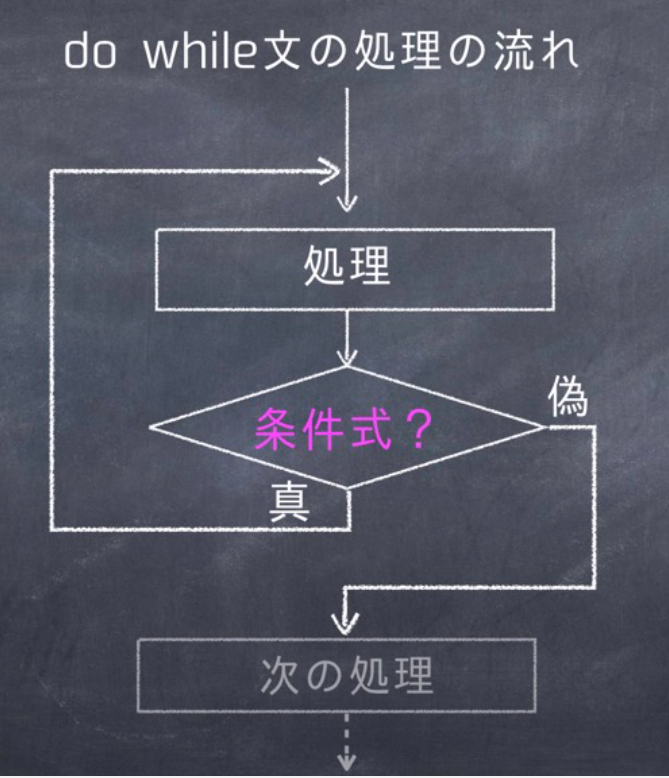 do while文の処理の流れ
処理
条件式？
偽
真
次の処理